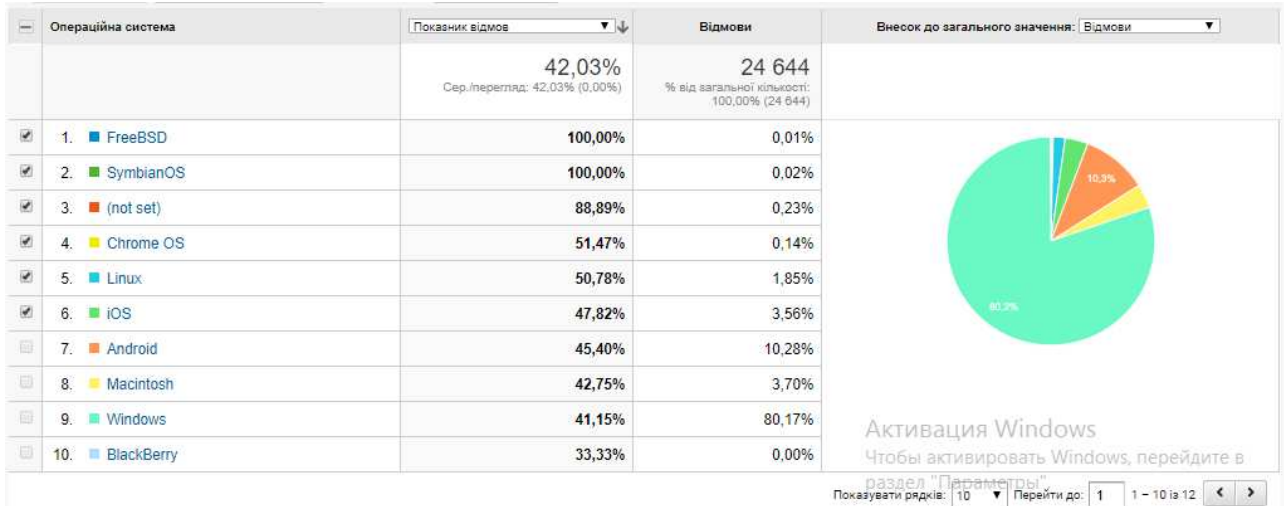 Операційна система Показник відмов Відмови Внесок до загального значення: Відмови
42,03% 24 644
Сер./перегляд: 42,03% (0,00%) % від загальної кількості:
100,00% (24 644)
1. FreeBSD 100,00% 0,01%
2. SymbianOS 100,00% 0,02%
3. (not set) 88,89% 0,23%
4. Chrome OS 51,47% 0,14%
5. Linux 50,78% 1,85%
6. iOS 47,82% 3,56%
7. Android 45,40% 10,28%
8. Macintosh 42,75% 3,70%
9. Windows 41,15% 80,17%
10. BlackBerry 33,33% 0,00%
10,3%
80,2%
Активация Windows
Чтобы активировать Windows, перейдите в
раздел "Параметры".
Показувати рядків: 10 Перейти до: 1 1 – 10 із 12